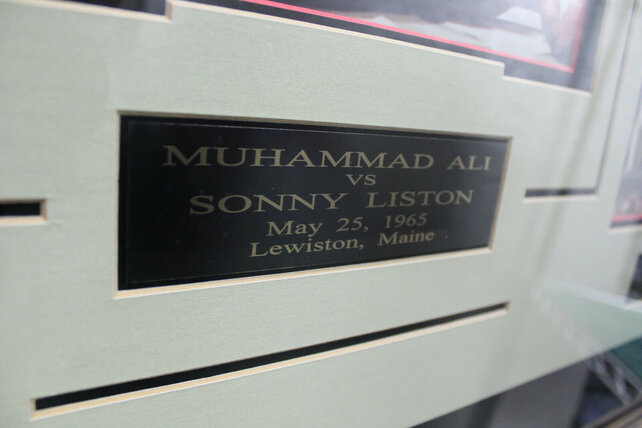 MUHAMMAD ALI
VS
SONNY LISTON
May 25, 1965
Lewiston, Maine